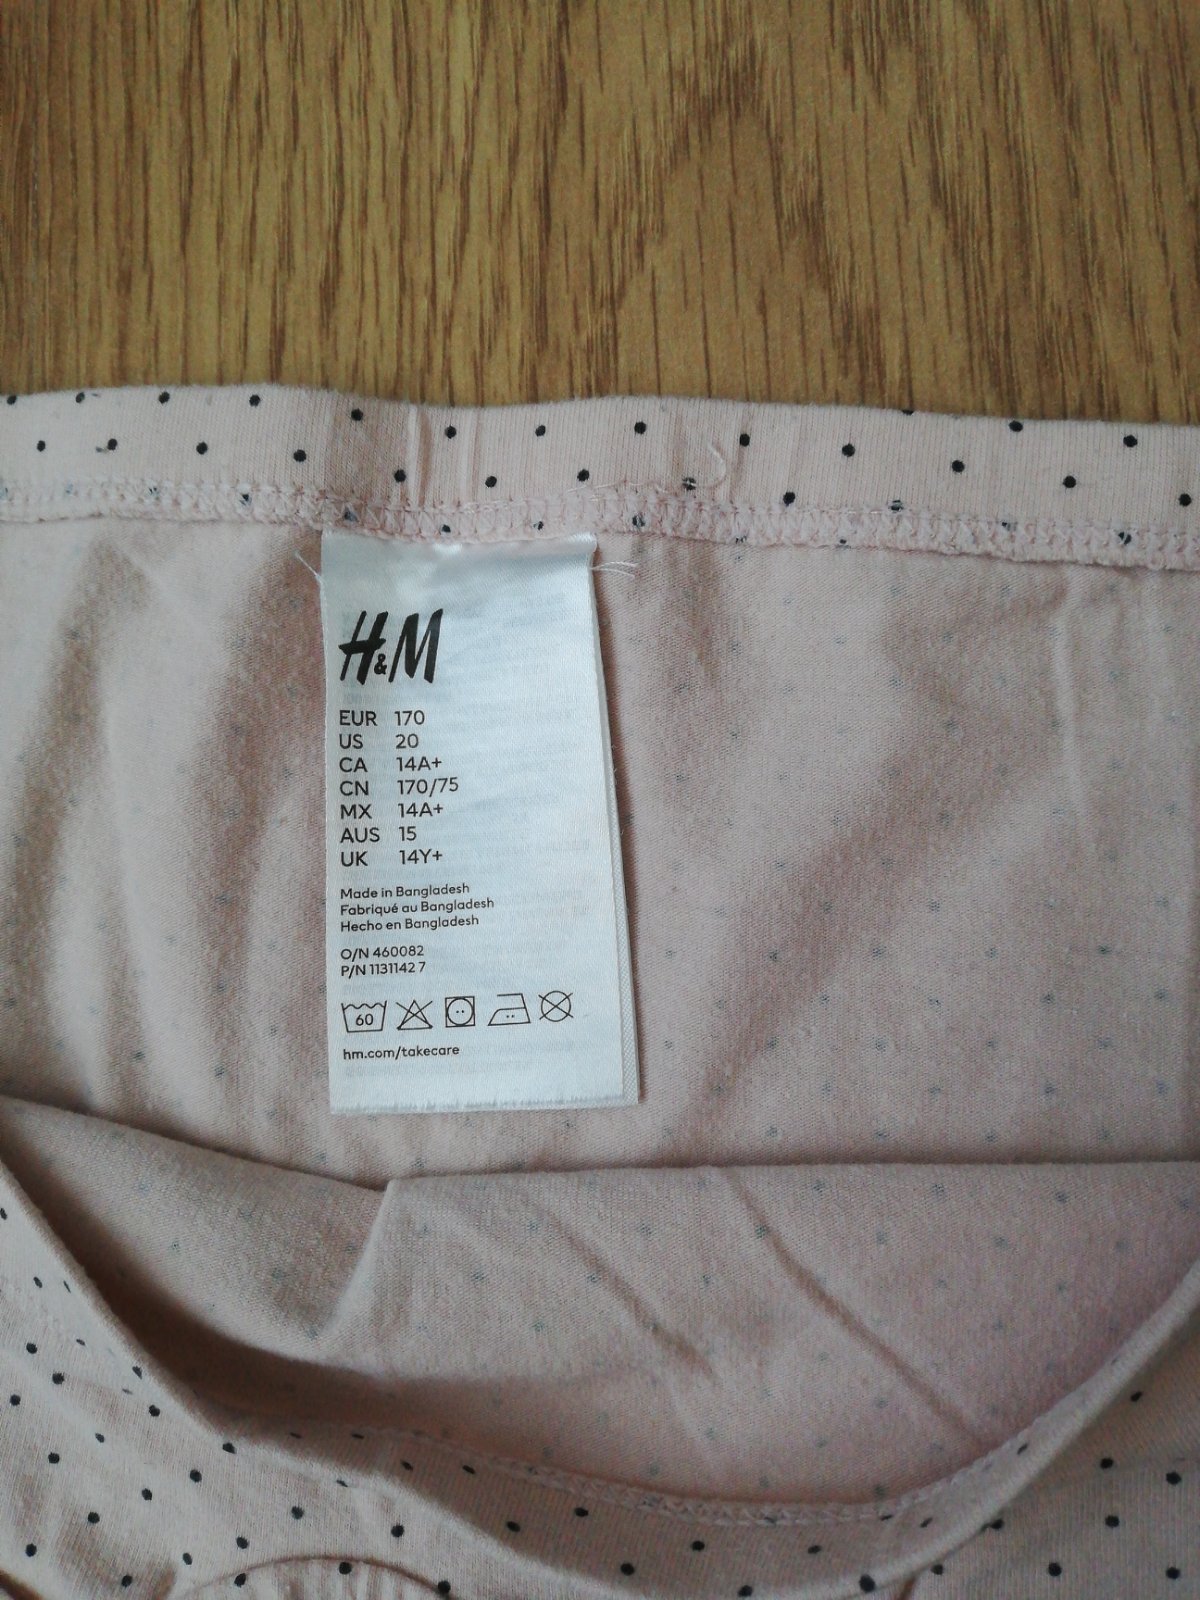 H&M
EUR 170
US 20
CA 14A+
CN 170/75
MX 14A+
AUS 15
UK 14Y+
Made in Bangladesh
Fabriqué au Bangladesh
Hecho en Bangladesh
O/N 460082
P/N 1131142 7
60
hm.com/takecare